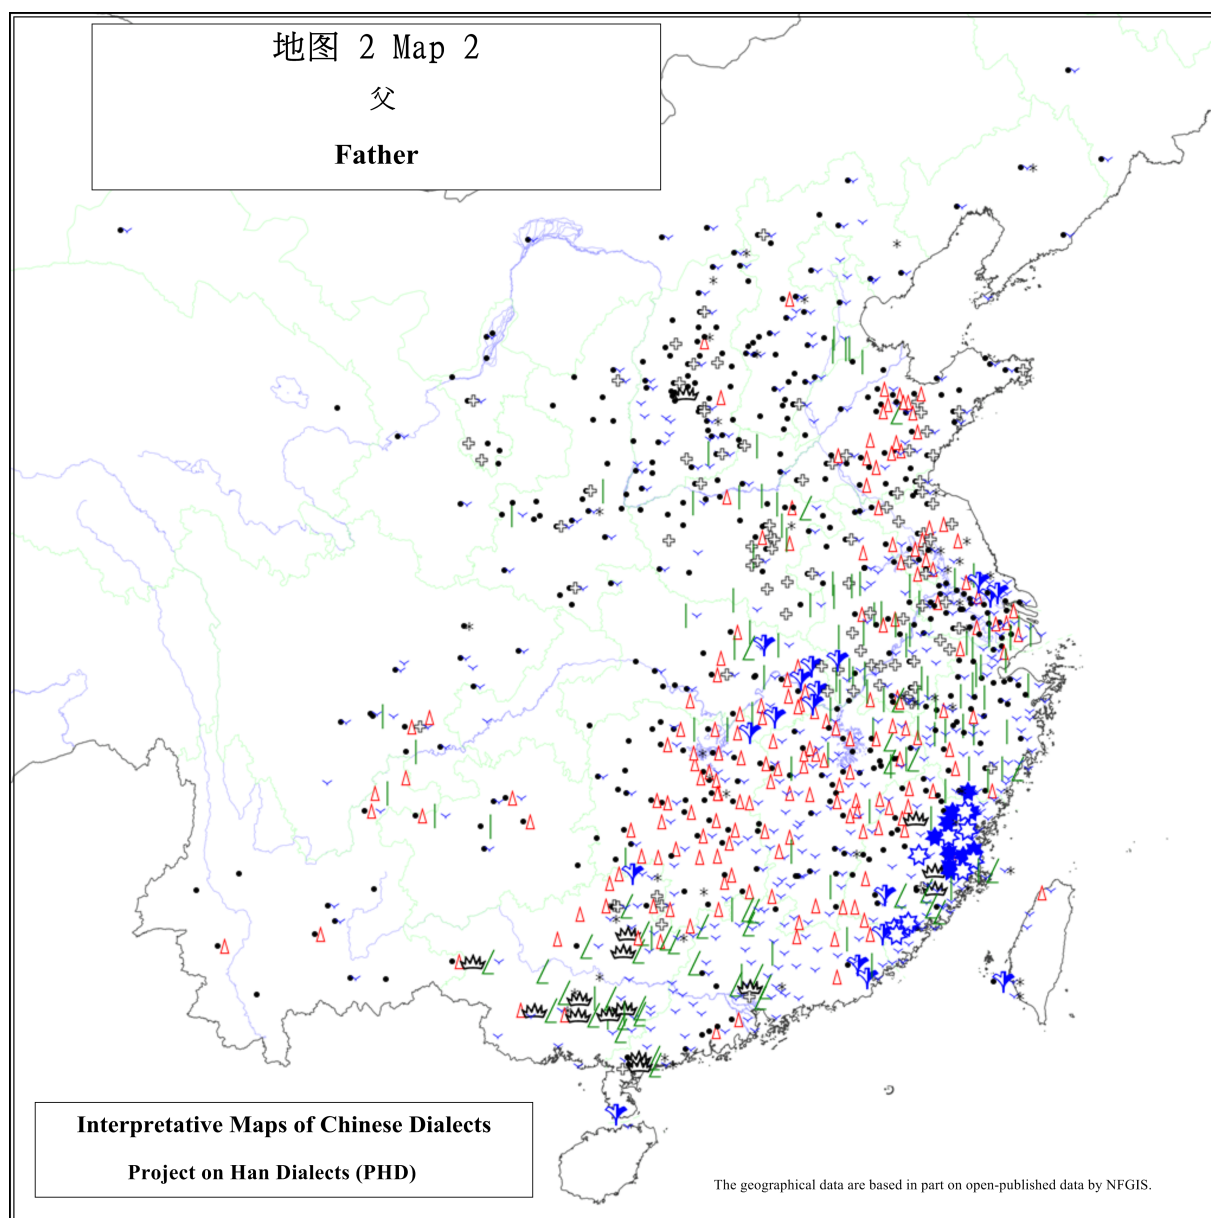 地图 2 Map 2
父
Father
Interpretative Maps of Chinese Dialects
Project on Han Dialects (PHD)
The geographical data are based in part on open-published data by NFGIS.